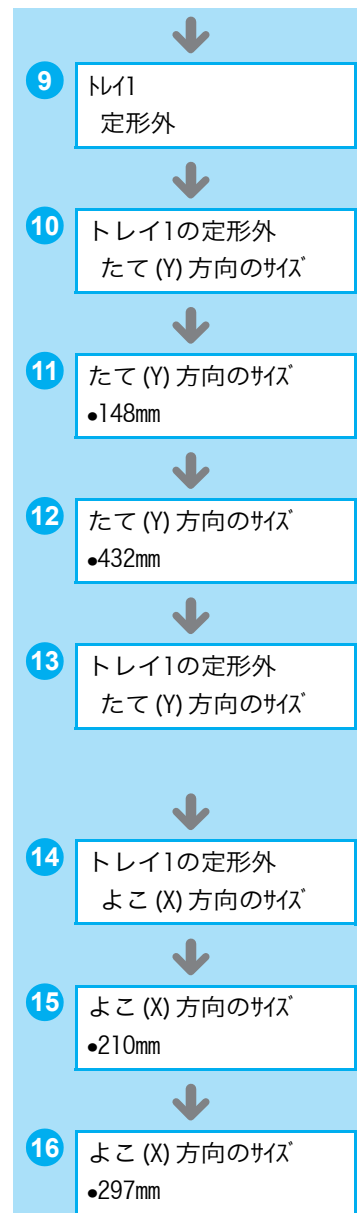 9
ﾄﾚｲ1
定形外
10
トレイ1の定形外
たて (Y) 方向のｻｲｽﾞ
11
たて (Y) 方向のｻｲｽﾞ
●148mm
12
たて (Y) 方向のｻｲｽﾞ
●432mm
13
トレイ1の定形外
たて (Y) 方向のｻｲｽﾞ
14
トレイ1の定形外
よこ (X) 方向のｻｲｽﾞ
15
よこ (X) 方向のｻｲｽﾞ
●210mm
16
よこ (X) 方向のｻｲｽﾞ
●297mm